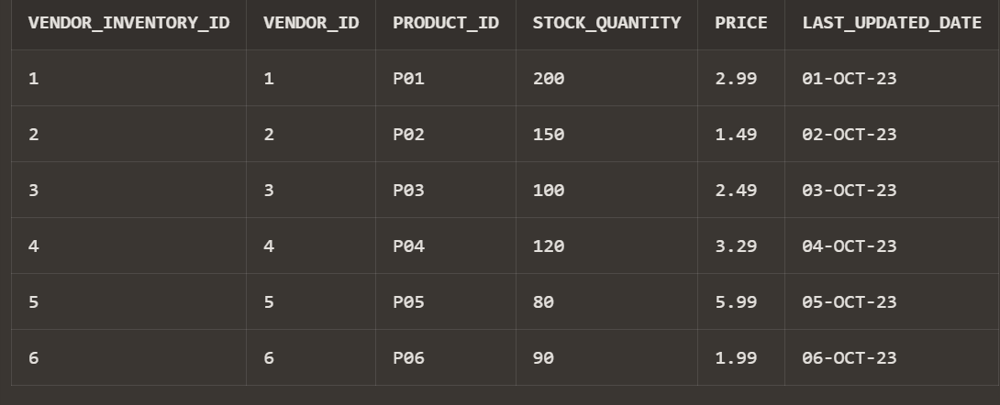 VENDOR_INVENTORY_ID VENDOR_ID PRODUCT_ID STOCK_QUANTITY PRICE LAST_UPDATED_DATE
1 1 P01 200 2.99 01-OCT-23
2 2 P02 150 1.49 02-OCT-23
3 3 P03 100 2.49 03-OCT-23
4 4 P04 120 3.29 04-OCT-23
5 5 P05 80 5.99 05-OCT-23
6 6 P06 90 1.99 06-OCT-23